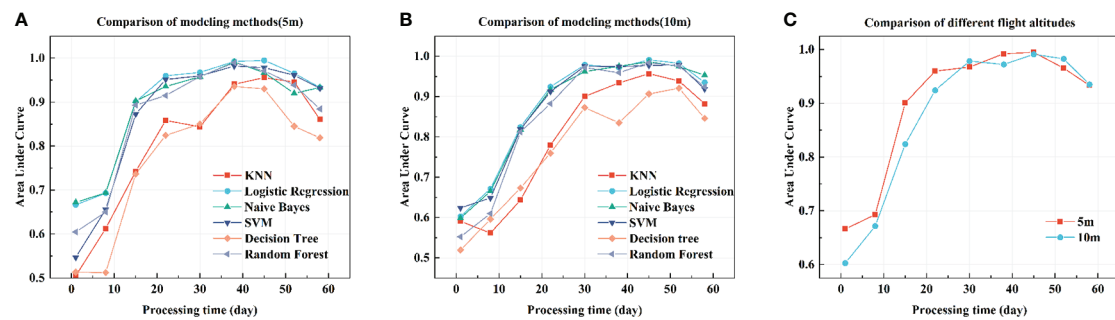 A
Comparison of modeling mcthods(5m)
Area Under Curve
1.0
0.9
0.8
0.7
0.6
0.5
KNN
Logistic Regression
Naive Bayes
SVM
Decision Tree
Random Forest
0 10 20 30 40 50 60
Processing time (day)
B
Comparison of modeling mcthods(10m)
Area Under Curve
1.0
0.9
0.8
0.7
0.6
0.5
KNN
Logistic Regression
Naive Bayes
SVM
Decision tree
Random Forest
0 10 20 30 40 50 60
Processing time (day)
C
Comparison of different flight altitudes
Area Under Curve
1.0
0.9
0.8
0.7
0.6
5m
10m
0 10 20 30 40 50 60
Processing time (day)